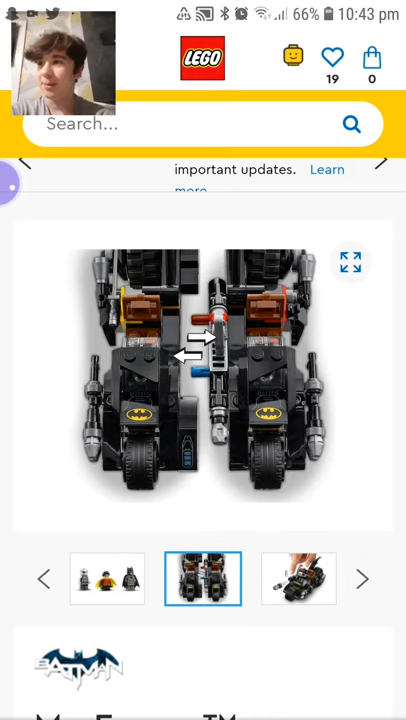 66% 10:43 pm
LEGO
19
0
Search...
important updates. Learn
more
BATMAN